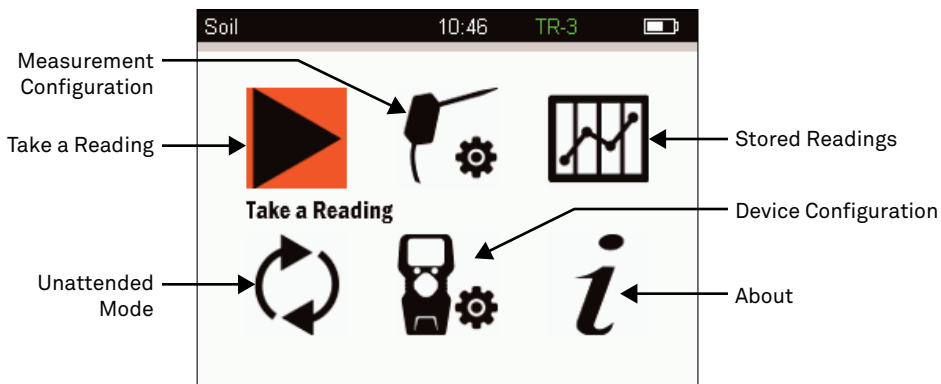 Soil 10:46 TR-3
Measurement
Configuration
Take a Reading
Stored Readings
Take a Reading
Device Configuration
Unattended
Mode
About